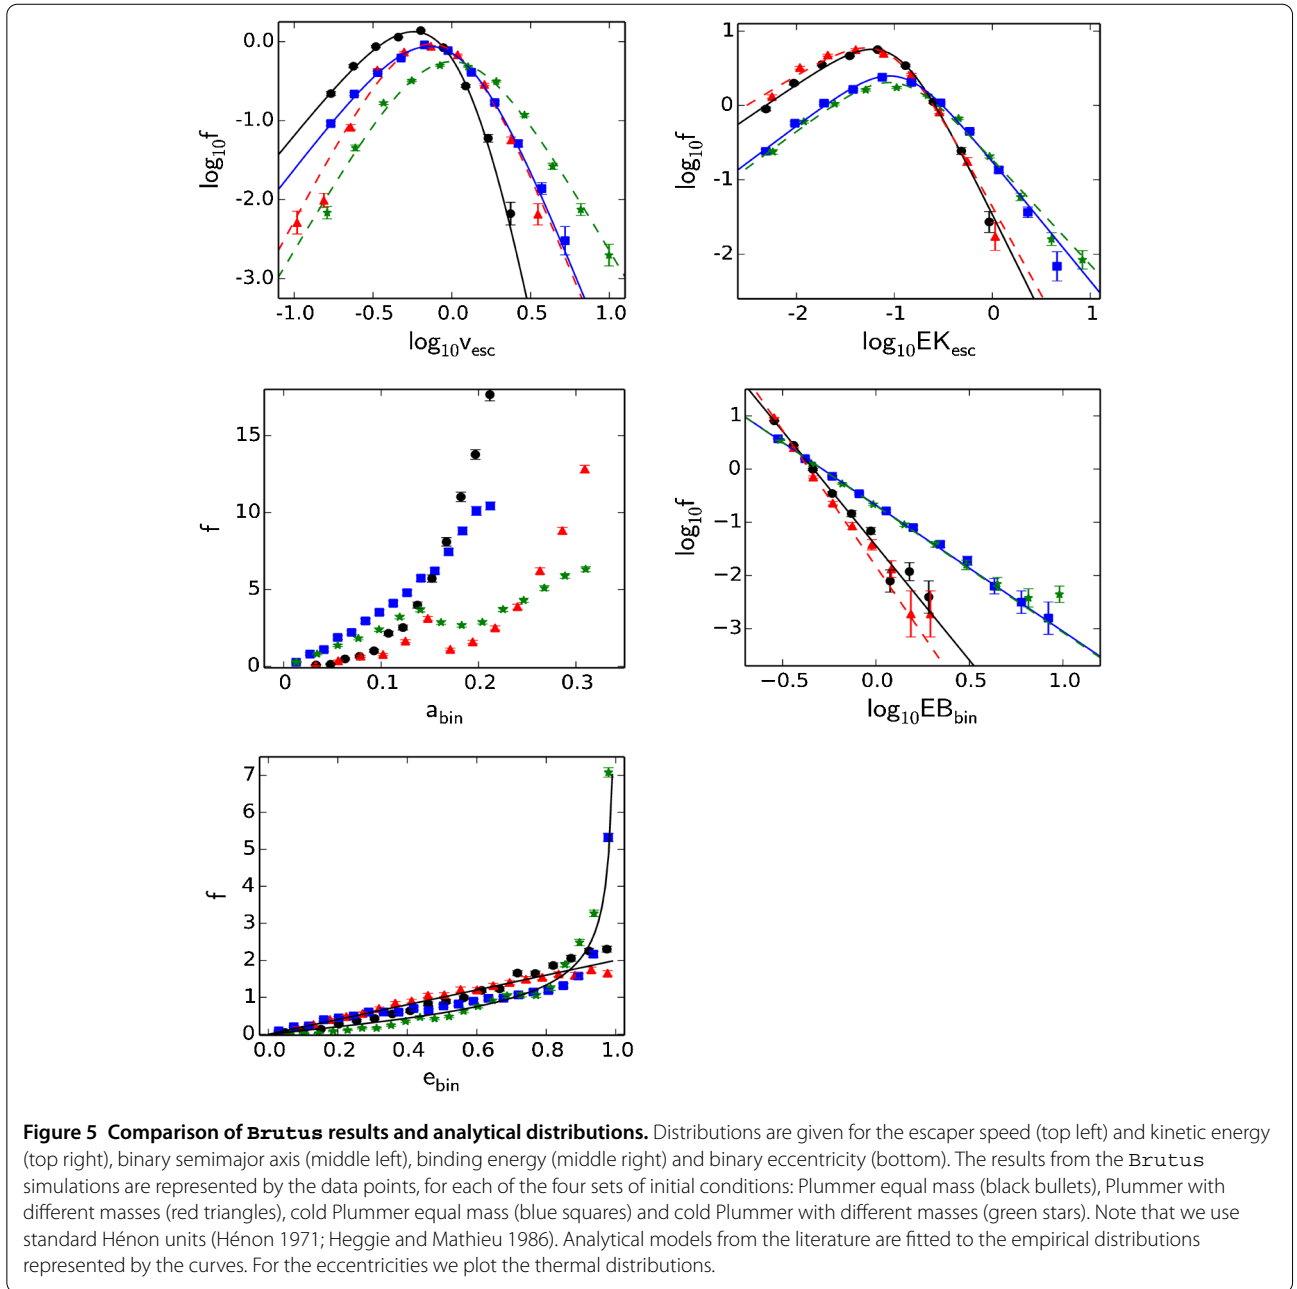 0.0
-1.0
-2.0
-3.0
log10f
-1.0 -0.5 0.0 0.5 1.0
log10vesc
1
0
-1
-2
log10f
-2 -1 0 1
log10EKesc
15
10
5
0
f
0 0.1 0.2 0.3
abin
1
0
−1
−2
−3
log10f
−0.5 0.0 0.5 1.0
log10EBbin
7
6
5
4
3
2
1
0
f
0.0 0.2 0.4 0.6 0.8 1.0
ebin
Figure 5 Comparison of Brutus results and analytical distributions. Distributions are given for the escaper speed (top left) and kinetic energy
(top right), binary semimajor axis (middle left), binding energy (middle right) and binary eccentricity (bottom). The results from the Brutus
simulations are represented by the data points, for each of the four sets of initial conditions: Plummer equal mass (black bullets), Plummer with
different masses (red triangles), cold Plummer equal mass (blue squares) and cold Plummer with different masses (green stars). Note that we use
standard Hénon units (Hénon 1971; Heggie and Mathieu 1986). Analytical models from the literature are fitted to the empirical distributions
represented by the curves. For the eccentricities we plot the thermal distributions.